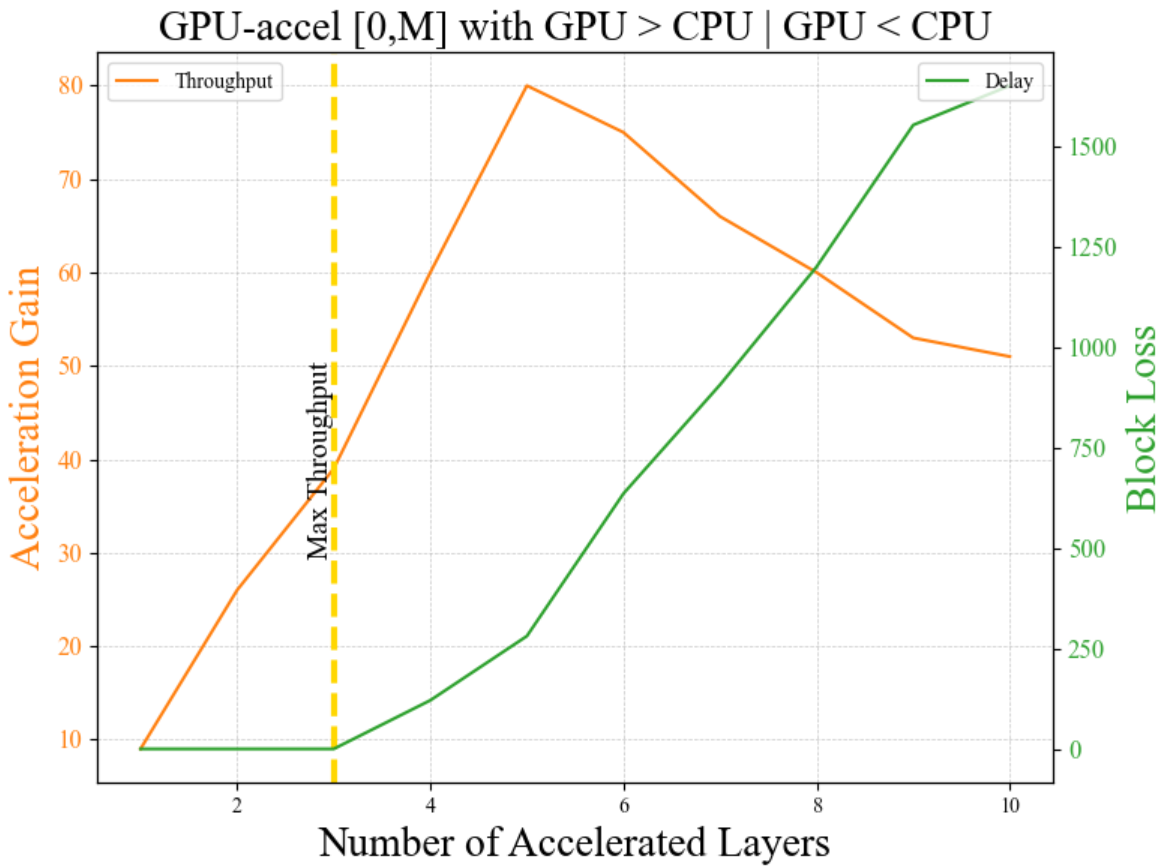 GPU-accel [0,M] with GPU > CPU | GPU < CPU
Throughput
Delay
80
70
60
50
40
30
20
10
Acceleration Gain
Max Throughput
1500
1250
1000
750
500
250
0
Block Loss
2 4 6 8 10
Number of Accelerated Layers